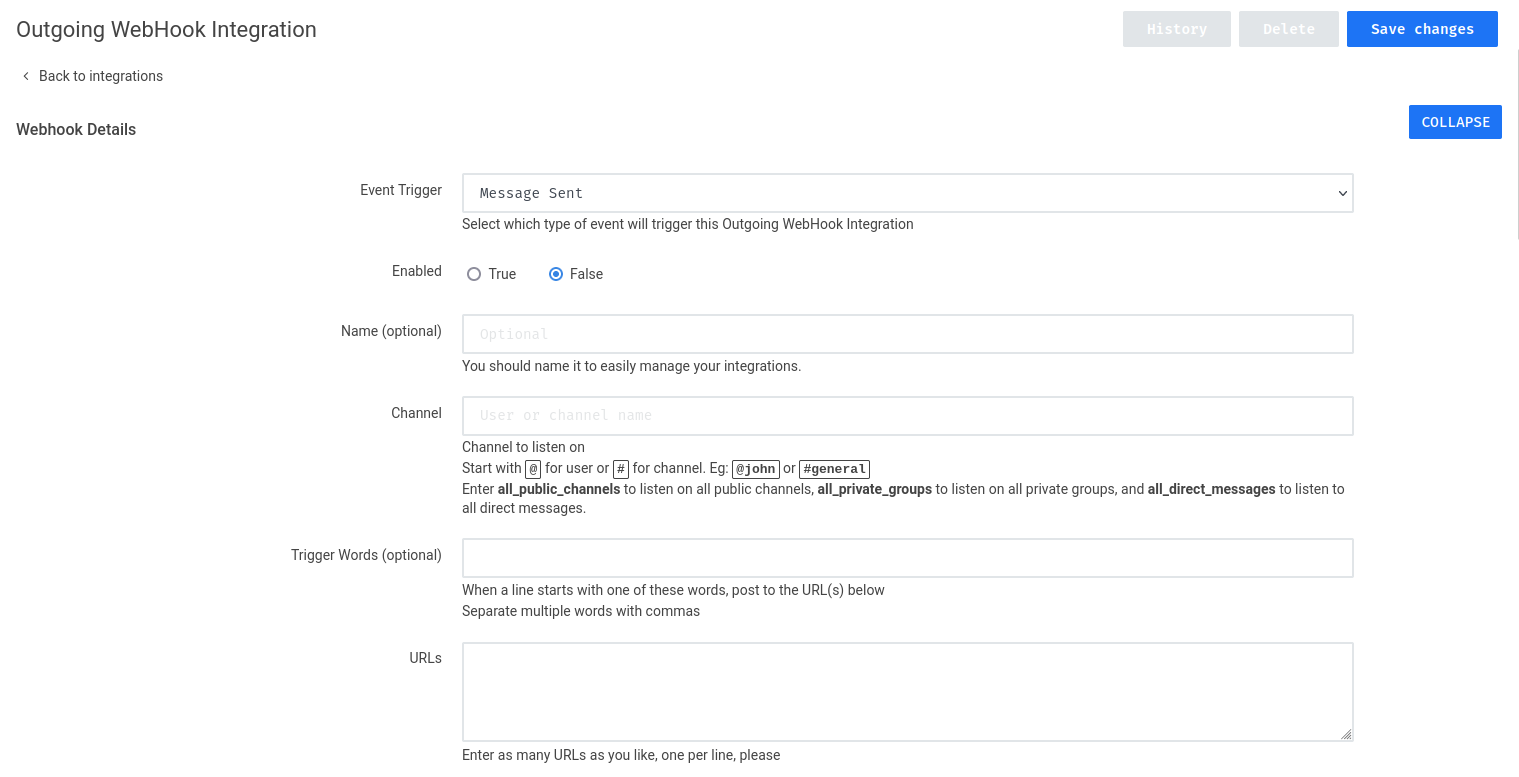 Outgoing WebHook Integration
History Delete Save changes
Back to integrations
Webhook Details
COLLAPSE
Event Trigger
Message Sent
Select which type of event will trigger this Outgoing WebHook Integration
Enabled
True False
Name (optional)
Optional
You should name it to easily manage your integrations.
Channel
User or channel name
Channel to listen on
Start with @ for user or # for channel. Eg: @john or #general
Enter all_public_channels to listen on all public channels, all_private_groups to listen on all private groups, and all_direct_messages to listen to
all direct messages.
Trigger Words (optional)
When a line starts with one of these words, post to the URL(s) below
Separate multiple words with commas
URLs
Enter as many URLs as you like, one per line, please